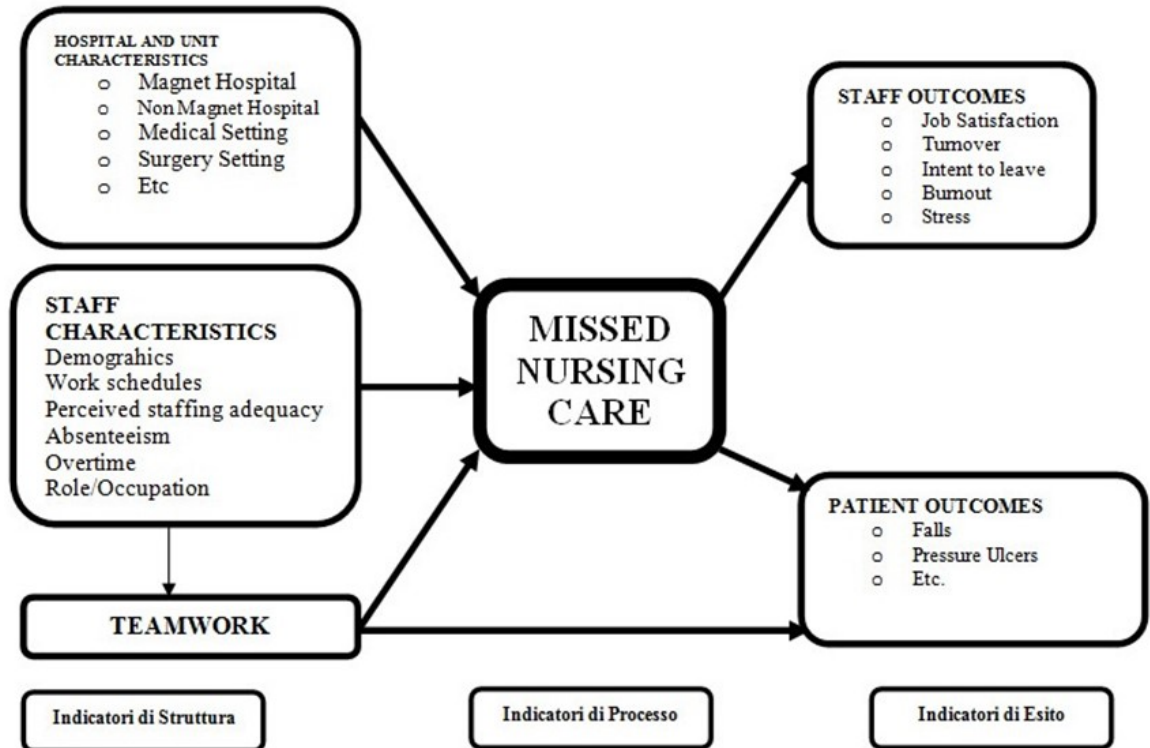 HOSPITAL AND UNIT
CHARACTERISTICS
o Magnet Hospital
o Non Magnet Hospital
o Medical Setting
o Surgery Setting
o Etc
STAFF
CHARACTERISTICS
Demograhics
Work schedules
Perceived staffing adequacy
Absenteeism
Overtime
Role/Occupation
TEAMWORK
MISSED
NURSING
CARE
STAFF OUTCOMES
o Job Satisfaction
o Turnover
o Intent to leave
o Burnout
o Stress
PATIENT OUTCOMES
o Falls
o Pressure Ulcers
o Etc.
Indicatori di Struttura
Indicatori di Processo
Indicatori di Esito